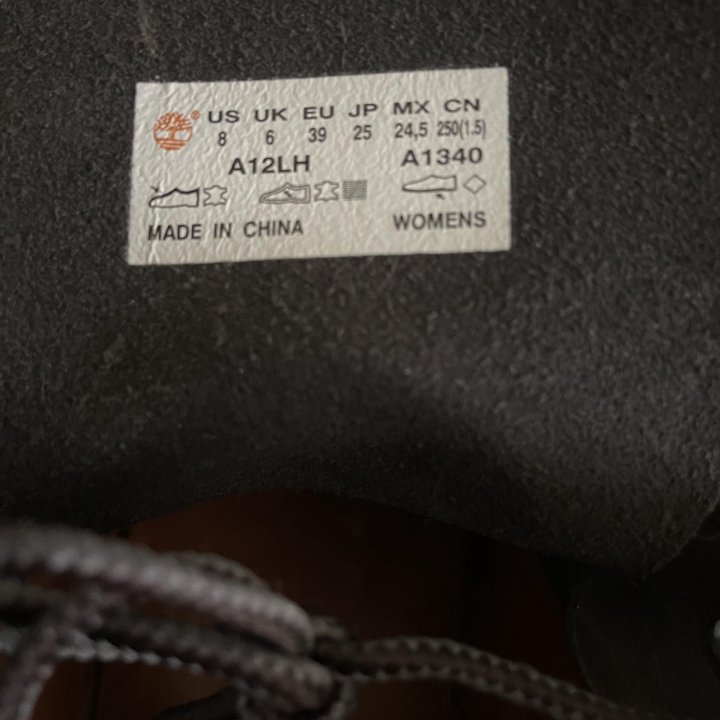 ® US UK EU JP MX CN
8 6 39 25 24,5 250(1.5)
A12LH A1340
MADE IN CHINA WOMENS